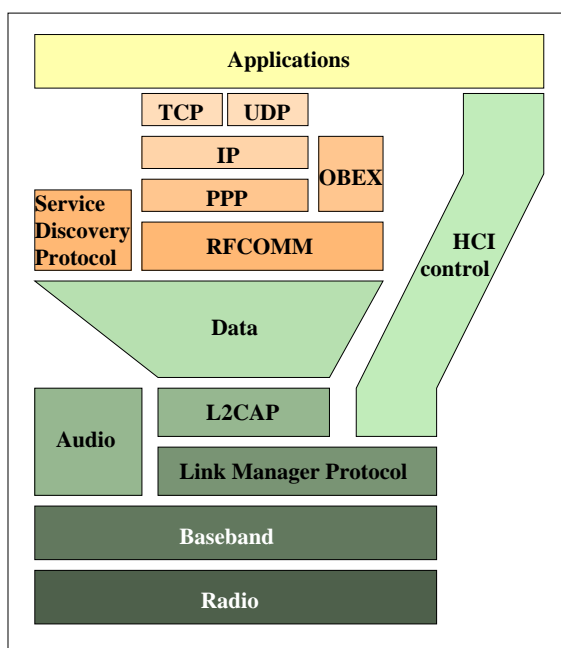 Applications
TCP
UDP
IP
OBEX
PPP
Service
Discovery
Protocol
RFCOMM
HCI
control
Data
L2CAP
Audio
Link Manager Protocol
Baseband
Radio